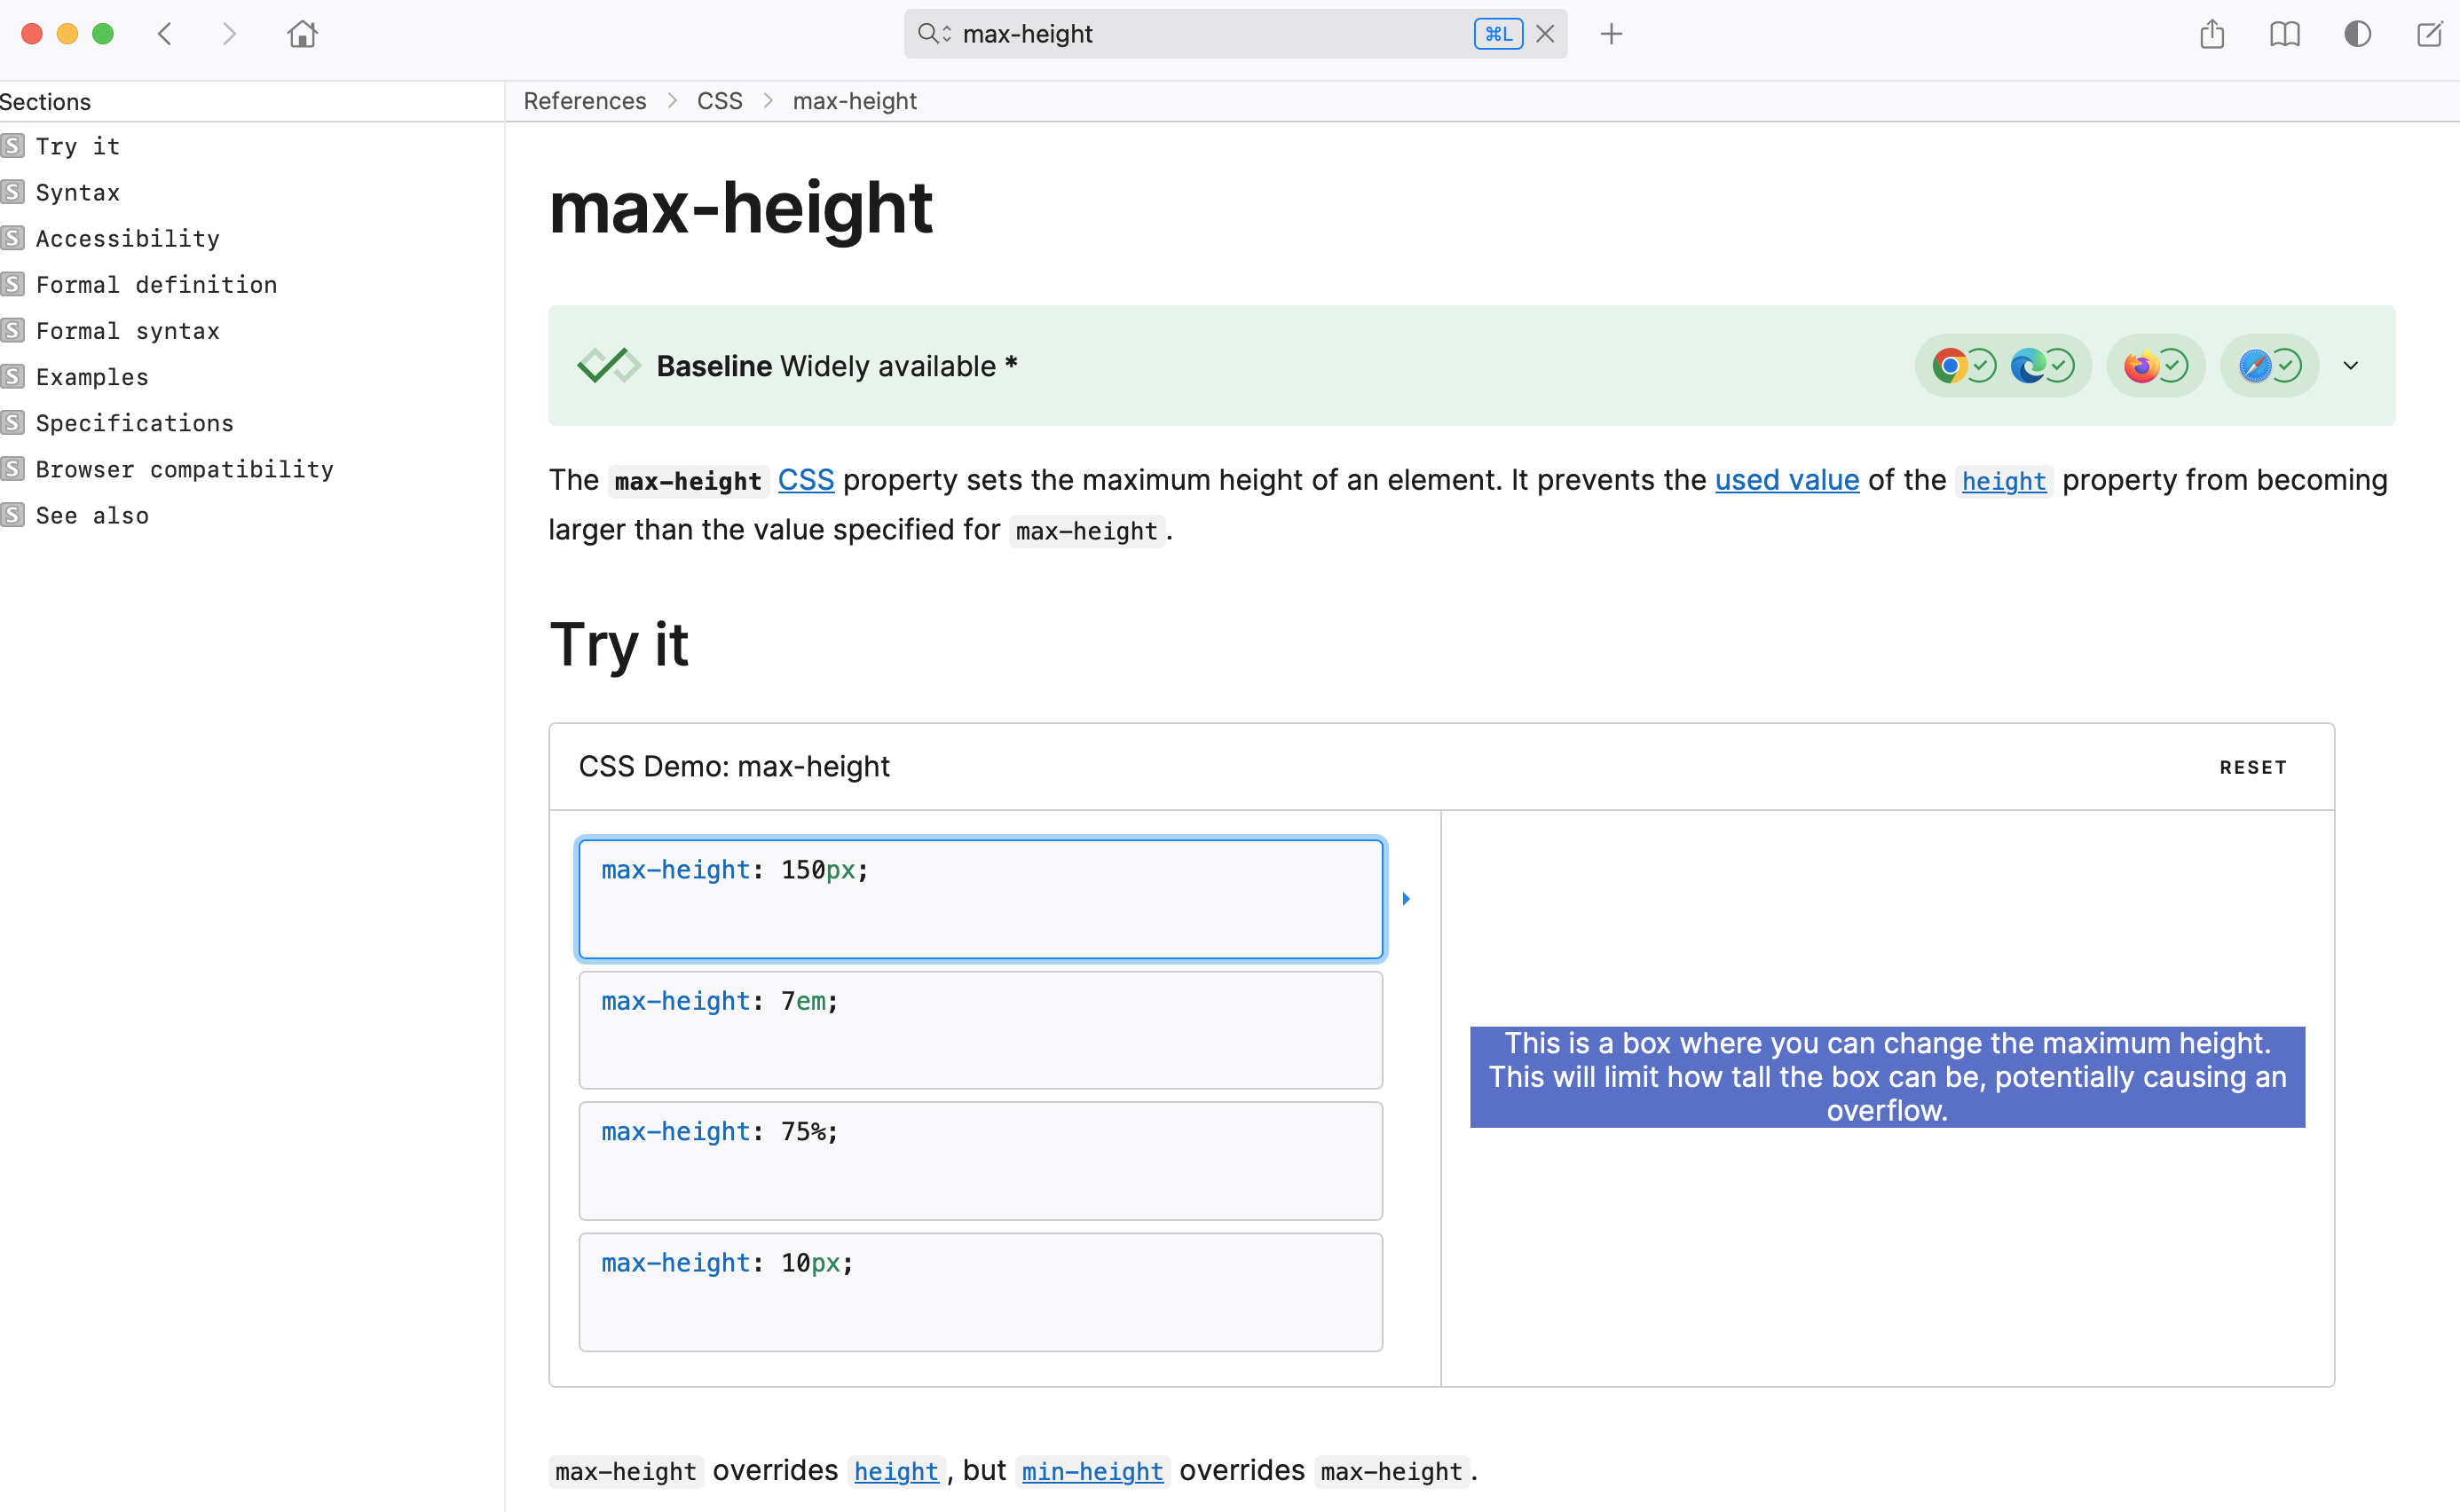 max-height
⌘L
Sections
References > CSS > max-height
S Try it
S Syntax
S Accessibility
S Formal definition
S Formal syntax
S Examples
S Specifications
S Browser compatibility
S See also
max-height
Baseline Widely available *
The max-height CSS property sets the maximum height of an element. It prevents the used value of the height property from becoming
larger than the value specified for max-height.
Try it
CSS Demo: max-height
RESET
max-height: 150px;
max-height: 7em;
max-height: 75%;
max-height: 10px;
This is a box where you can change the maximum height.
This will limit how tall the box can be, potentially causing an
overflow.
max-height overrides height, but min-height overrides max-height.